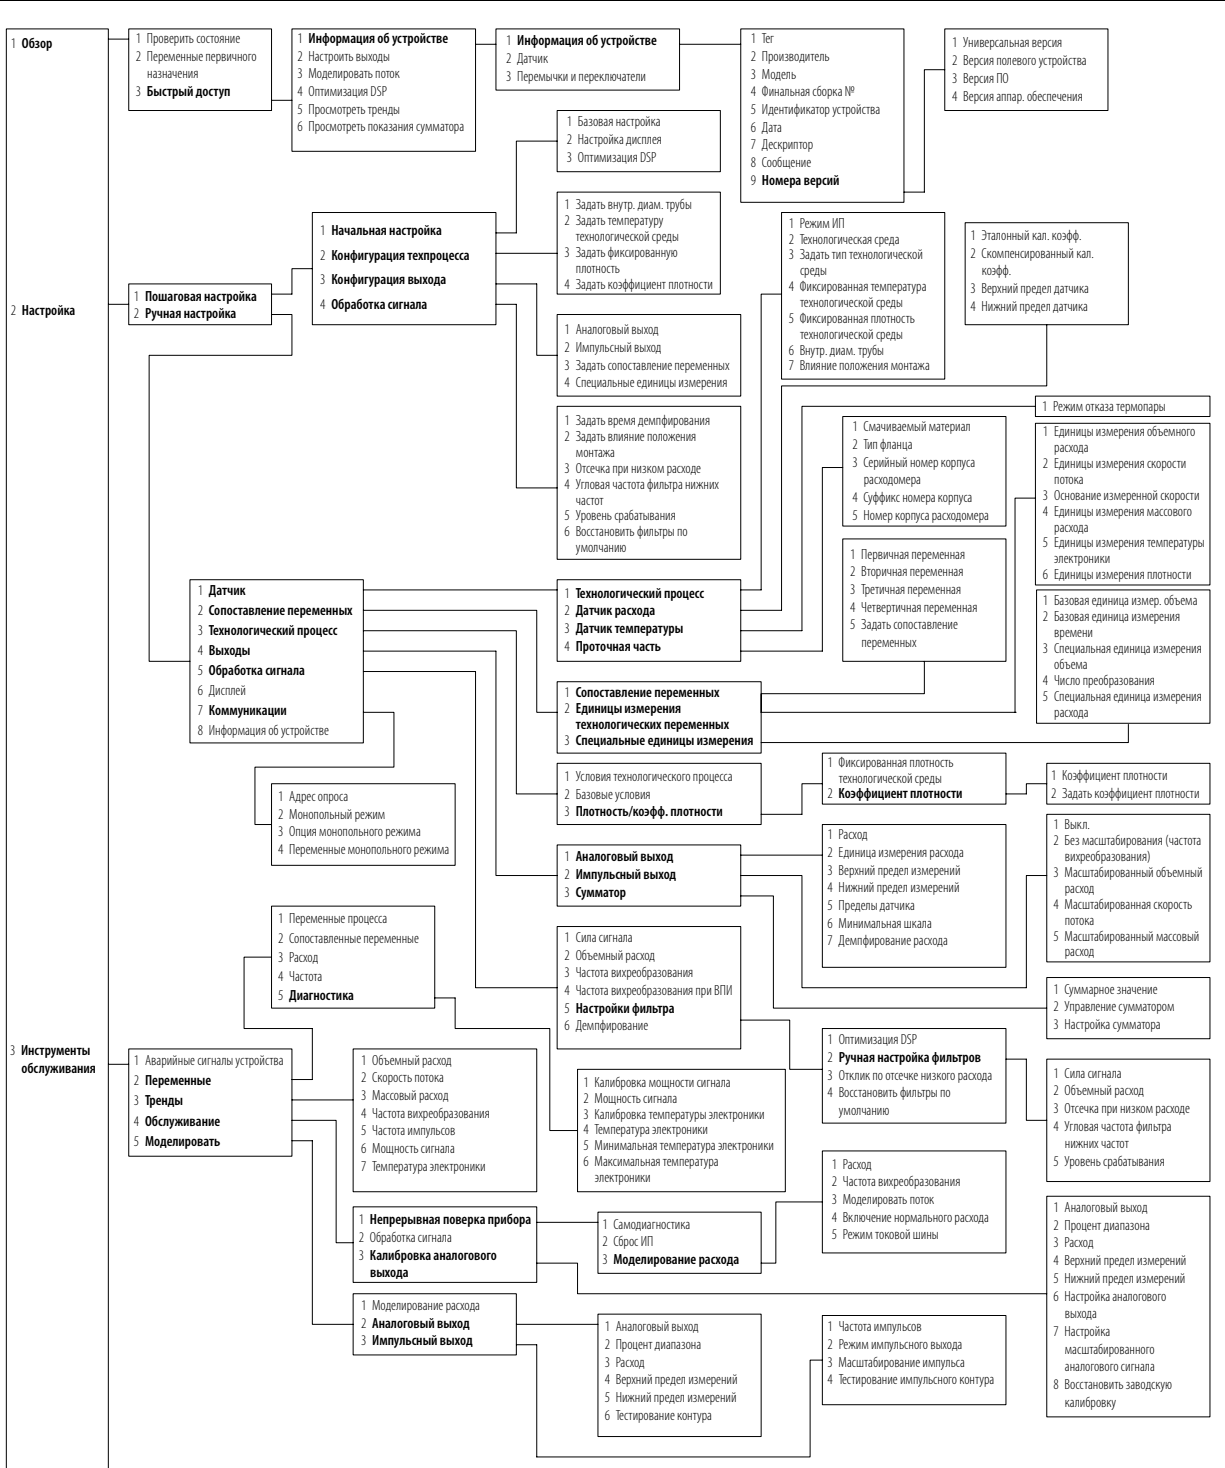 1 Обзор
1 Проверить состояние
2 Переменные первичного
назначения
3 Быстрый доступ
1 Информация об устройстве
2 Настроить выходы
3 Моделировать поток
4 Оптимизация DSP
5 Просмотреть тренды
6 Просмотреть показания сумматора
1 Информация об устройстве
2 Датчик
3 Перемычки и переключатели
1 Тег
2 Производитель
3 Модель
4 Финальная сборка №
5 Идентификатор устройства
6 Дата
7 Дескриптор
8 Сообщение
9 Номера версий
1 Универсальная версия
2 Версия полевого устройства
3 Версия ПО
4 Версия аппар. обеспечения
2 Настройка
1 Пошаговая настройка
2 Ручная настройка
1 Начальная настройка
2 Конфигурация техпроцесса
3 Конфигурация выхода
4 Обработка сигнала
1 Базовая настройка
2 Настройка дисплея
3 Оптимизация DSP
1 Задать внутр. диам. трубы
2 Задать температуру
технологической среды
3 Задать фиксированную
плотность
4 Задать коэффициент плотности
1 Аналоговый выход
2 Импульсный выход
3 Задать сопоставление переменных
4 Специальные единицы измерения
1 Задать время демпфирования
2 Задать влияние положения
монтажа
3 Отсечка при низком расходе
4 Угловая частота фильтра нижних
частот
5 Уровень срабатывания
6 Восстановить фильтры по
умолчанию
1 Режим ИП
2 Технологическая среда
3 Задать тип технологической
среды
4 Фиксированная температура
технологической среды
5 Фиксированная плотность
технологической среды
6 Внутр. диам. трубы
7 Влияние положения монтажа
1 Эталонный кал. коэфф.
2 Скомпенсированный кал.
коэфф.
3 Верхний предел датчика
4 Нижний предел датчика
1 Режим отказа термопары
1 Смачиваемый материал
2 Тип фланца
3 Серийный номер корпуса
расходомера
4 Суффикс номера корпуса
5 Номер корпуса расходомера
1 Единицы измерения объемного
расхода
2 Единицы измерения скорости
потока
3 Основание измеренной скорости
4 Единицы измерения массового
расхода
5 Единицы измерения температуры
электроники
6 Единицы измерения плотности
1 Первичная переменная
2 Вторичная переменная
3 Третичная переменная
4 Четвертичная переменная
5 Задать сопоставление
переменных
1 Базовая единица измер. объема
2 Базовая единица измерения
времени
3 Специальная единица измерения
объема
4 Число преобразования
5 Специальная единица измерения
расхода
1 Датчик
2 Сопоставление переменных
3 Технологический процесс
4 Выходы
5 Обработка сигнала
6 Дисплей
7 Коммуникации
8 Информация об устройстве
1 Технологический процесс
2 Датчик расхода
3 Датчик температуры
4 Проточная часть
1 Сопоставление переменных
2 Единицы измерения
технологических переменных
3 Специальные единицы измерения
1 Условия технологического процесса
2 Базовые условия
3 Плотность/коэфф. плотности
1 Фиксированная плотность
технологической среды
2 Коэффициент плотности
1 Коэффициент плотности
2 Задать коэффициент плотности
1 Адрес опроса
2 Монопольный режим
3 Опция монопольного режима
4 Переменные монопольного режима
1 Аналоговый выход
2 Импульсный выход
3 Сумматор
1 Расход
2 Единица измерения расхода
3 Верхний предел измерений
4 Нижний предел измерений
5 Пределы датчика
6 Минимальная шкала
7 Демпфирование расхода
1 Выкл.
2 Без масштабирования (частота
вихреобразования)
3 Масштабированный объемный
расход
4 Масштабированная скорость
потока
5 Масштабированный массовый
расход
1 Суммарное значение
2 Управление сумматором
3 Настройка сумматора
1 Сила сигнала
2 Объемный расход
3 Частота вихреобразования
4 Частота вихреобразования при ВПИ
5 Настройки фильтра
6 Демпфирование
1 Оптимизация DSP
2 Ручная настройка фильтров
3 Отклик по отсечке низкого расхода
4 Восстановить фильтры по
умолчанию
1 Сила сигнала
2 Объемный расход
3 Отсечка при низком расходе
4 Угловая частота фильтра
нижних частот
5 Уровень срабатывания
3 Инструменты
обслуживания
1 Аварийные сигналы устройства
2 Переменные
3 Тренды
4 Обслуживание
5 Моделировать
1 Переменные процесса
2 Сопоставленные переменные
3 Расход
4 Частота
5 Диагностика
1 Объемный расход
2 Скорость потока
3 Массовый расход
4 Частота вихреобразования
5 Частота импульсов
6 Мощность сигнала
7 Температура электроники
1 Калибровка мощности сигнала
2 Мощность сигнала
3 Калибровка температуры электроники
4 Температура электроники
5 Минимальная температура электроники
6 Максимальная температура
электроники
1 Непрерывная поверка прибора
2 Обработка сигнала
3 Калибровка аналогового
выхода
1 Самодиагностика
2 Сброс ИП
3 Моделирование расхода
1 Расход
2 Частота вихреобразования
3 Моделировать поток
4 Включение нормального расхода
5 Режим токовой шины
1 Аналоговый выход
2 Процент диапазона
3 Расход
4 Верхний предел измерений
5 Нижний предел измерений
6 Настройка аналогового
выхода
7 Настройка
масштабированного
аналогового сигнала
8 Восстановить заводскую
калибровку
1 Моделирование расхода
2 Аналоговый выход
3 Импульсный выход
1 Аналоговый выход
2 Процент диапазона
3 Расход
4 Верхний предел измерений
5 Нижний предел измерений
6 Тестирование контура
1 Частота импульсов
2 Режим импульсного выхода
3 Масштабирование импульса
4 Тестирование импульсного контура